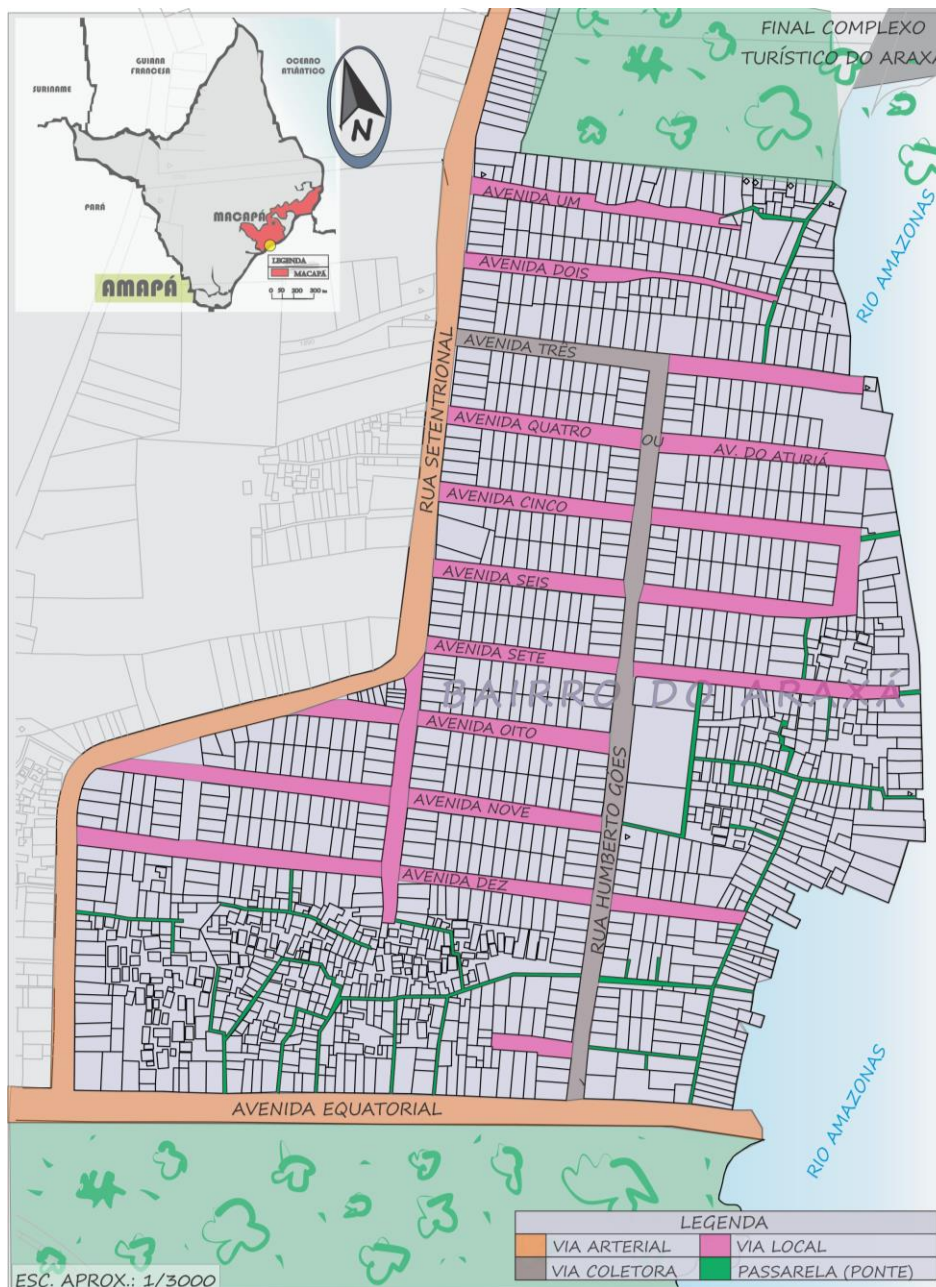 FINAL COMPLEXO
TURÍSTICO DO ARAXÁ
SURINAME
GUIANA
FRANCESA
OCEANO
ATLÂNTICO
N
PARÁ
MACAPÁ
LEGENDA
MACAPÁ
AMAPÁ
AVENIDA UM
AVENIDA DOIS
RIO AMAZONAS
AVENIDA TRÊS
RUA SETENTRIONAL
AVENIDA QUATRO
OU
AV. DO ATURIÁ
AVENIDA CINCO
AVENIDA SEIS
AVENIDA SETE
BAIRRO DO ARAXÁ
AVENIDA OITO
AVENIDA NOVE
RUA HUMBERTO GÓES
AVENIDA DEZ
AVENIDA EQUATORIAL
RIO AMAZONAS
LEGENDA
VIA ARTERIAL
VIA LOCAL
VIA COLETORA
PASSARELA (PONTE)
ESC. APROX.: 1/3000